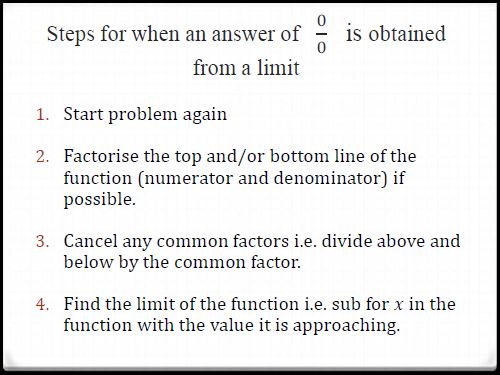 Steps for when an answer of 0/0 is obtained
from a limit
1. Start problem again
2. Factorise the top and/or bottom line of the
function (numerator and denominator) if
possible.
3. Cancel any common factors i.e. divide above and
below by the common factor.
4. Find the limit of the function i.e. sub for x in the
function with the value it is approaching.